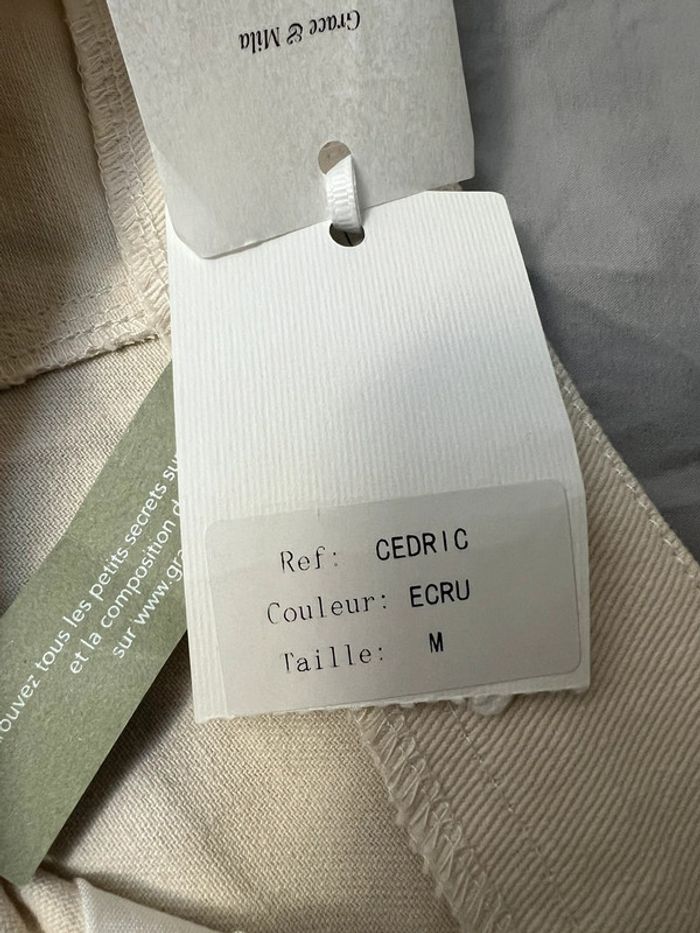 Grace & Mila
Ref: CEDRIC
Couleur: ECRU
Taille: M
ouvez tous les petits secrets su
et la composition d
sur www.gra